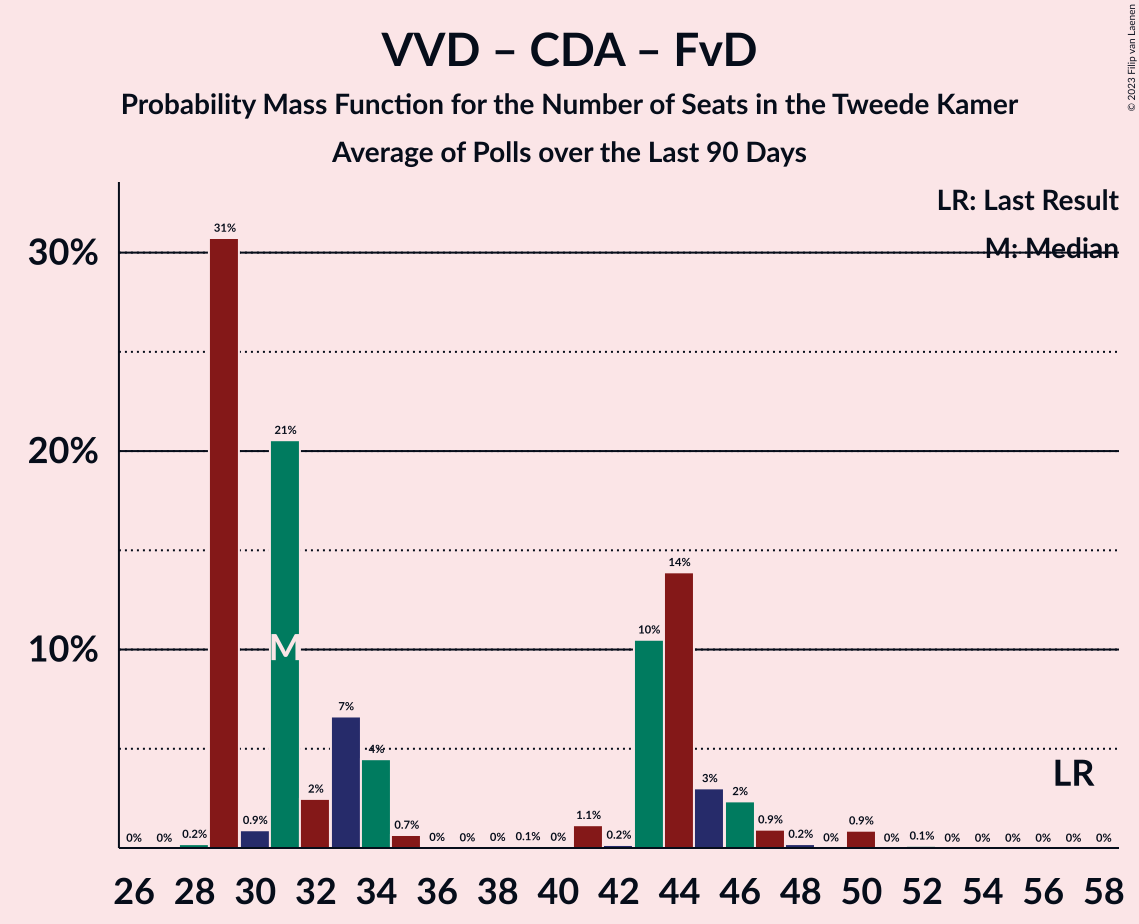 VVD – CDA – FvD
Probability Mass Function for the Number of Seats in the Tweede Kamer
Average of Polls over the Last 90 Days
© 2023 Filip van Laenen
LR: Last Result
M: Median
30%
20%
10%
0% 0% 0.2% 31% 0.9% 21% 2% 7% 4% 0.7% 0% 0% 0% 0.1% 0% 1.1% 0.2% 10% 14% 3% 2% 0.9% 0.2% 0% 0.9% 0% 0.1% 0% 0% 0% 0% 0% 0%
M
LR
26 28 30 32 34 36 38 40 42 44 46 48 50 52 54 56 58